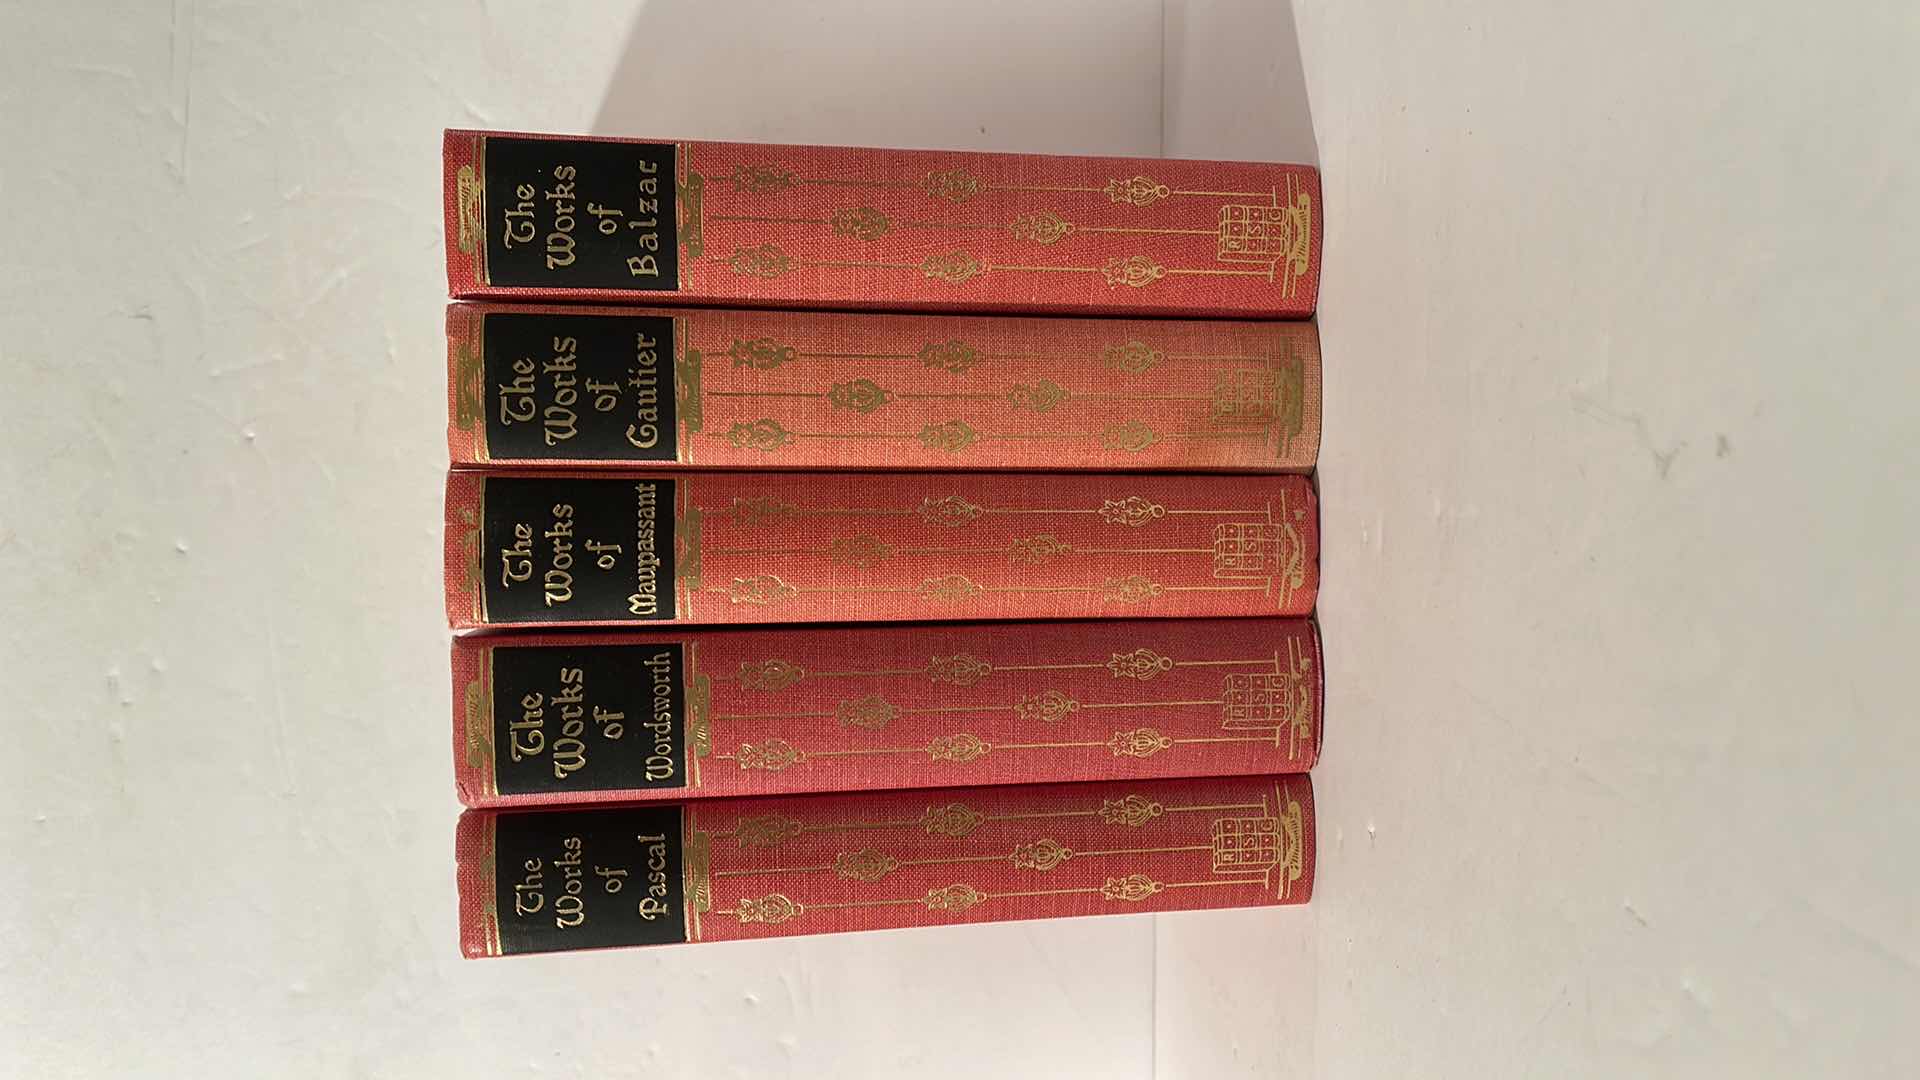 The
Works
of
Pascal
R
S
G
The
Works
of
Wordsworth
R
S
G
The
Works
of
Maupassant
R
S
G
The
Works
of
Gautier
R
S
G
The
Works
of
Balzac
R
S
G